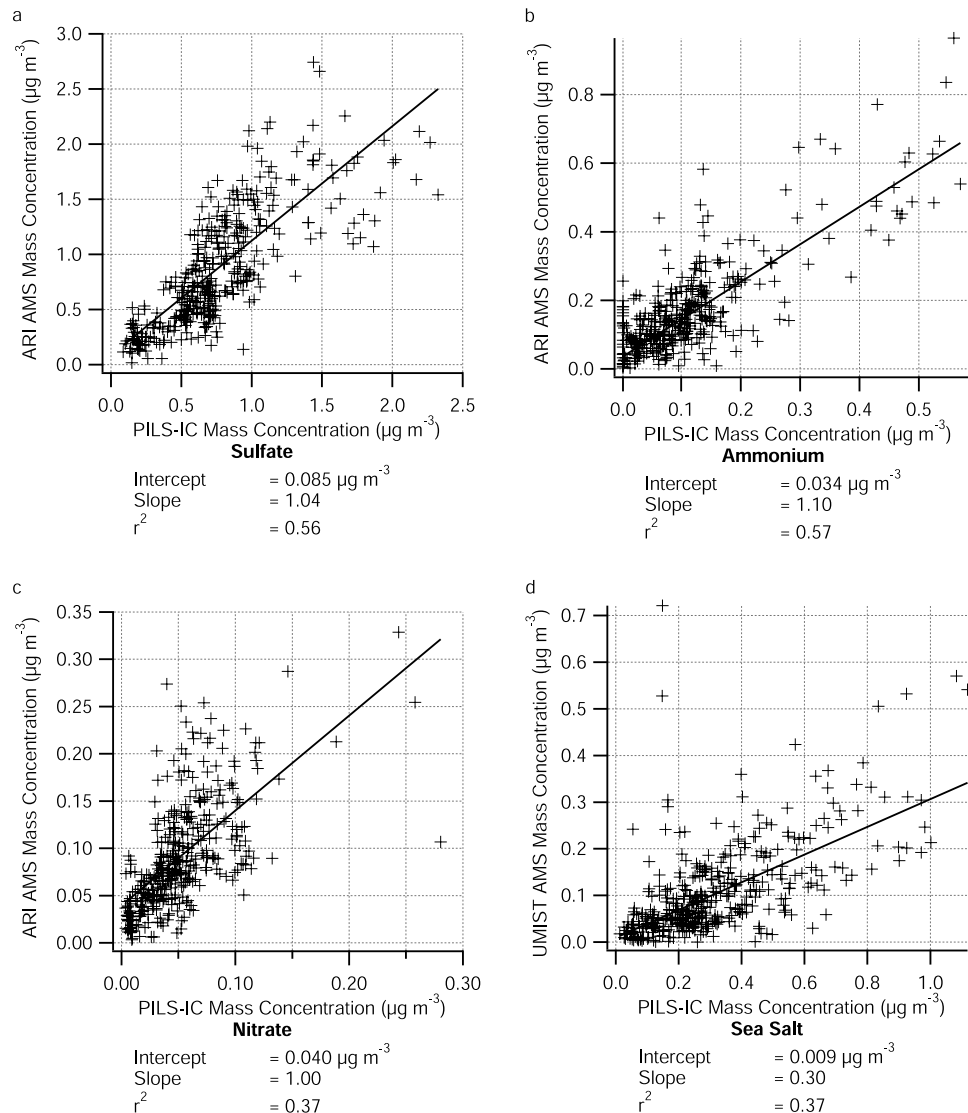 a
ARI AMS Mass Concentration (µg m⁻³)
3.0
2.5
2.0
1.5
1.0
0.5
0.0
0.0 0.5 1.0 1.5 2.0 2.5
PILS-IC Mass Concentration (µg m⁻³)
Sulfate
Intercept = 0.085 µg m⁻³
Slope = 1.04
r² = 0.56
b
ARI AMS Mass Concentration (µg m⁻³)
0.8
0.6
0.4
0.2
0.0
0.0 0.1 0.2 0.3 0.4 0.5
PILS-IC Mass Concentration (µg m⁻³)
Ammonium
Intercept = 0.034 µg m⁻³
Slope = 1.10
r² = 0.57
c
ARI AMS Mass Concentration (µg m⁻³)
0.35
0.30
0.25
0.20
0.15
0.10
0.05
0.00
0.00 0.10 0.20 0.30
PILS-IC Mass Concentration (µg m⁻³)
Nitrate
Intercept = 0.040 µg m⁻³
Slope = 1.00
r² = 0.37
d
UMIST AMS Mass Concentration (µg m⁻³)
0.7
0.6
0.5
0.4
0.3
0.2
0.1
0.0
0.0 0.2 0.4 0.6 0.8 1.0
PILS-IC Mass Concentration (µg m⁻³)
Sea Salt
Intercept = 0.009 µg m⁻³
Slope = 0.30
r² = 0.37